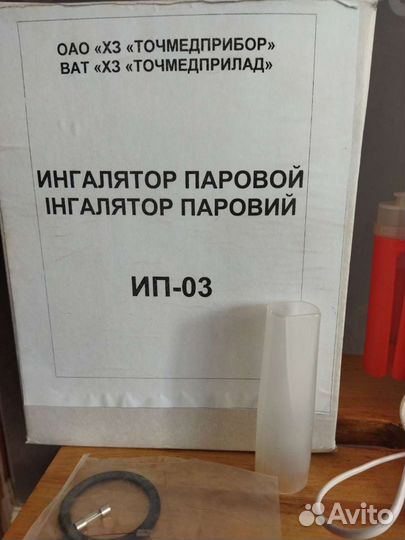 ОАО «ХЗ «ТОЧМЕДПРИБОР»
ВАТ «ХЗ «ТОЧМЕДПРИЛАД»
ИНГАЛЯТОР ПАРОВОЙ
ІНГАЛЯТОР ПАРОВИЙ
ИП-03
Avito